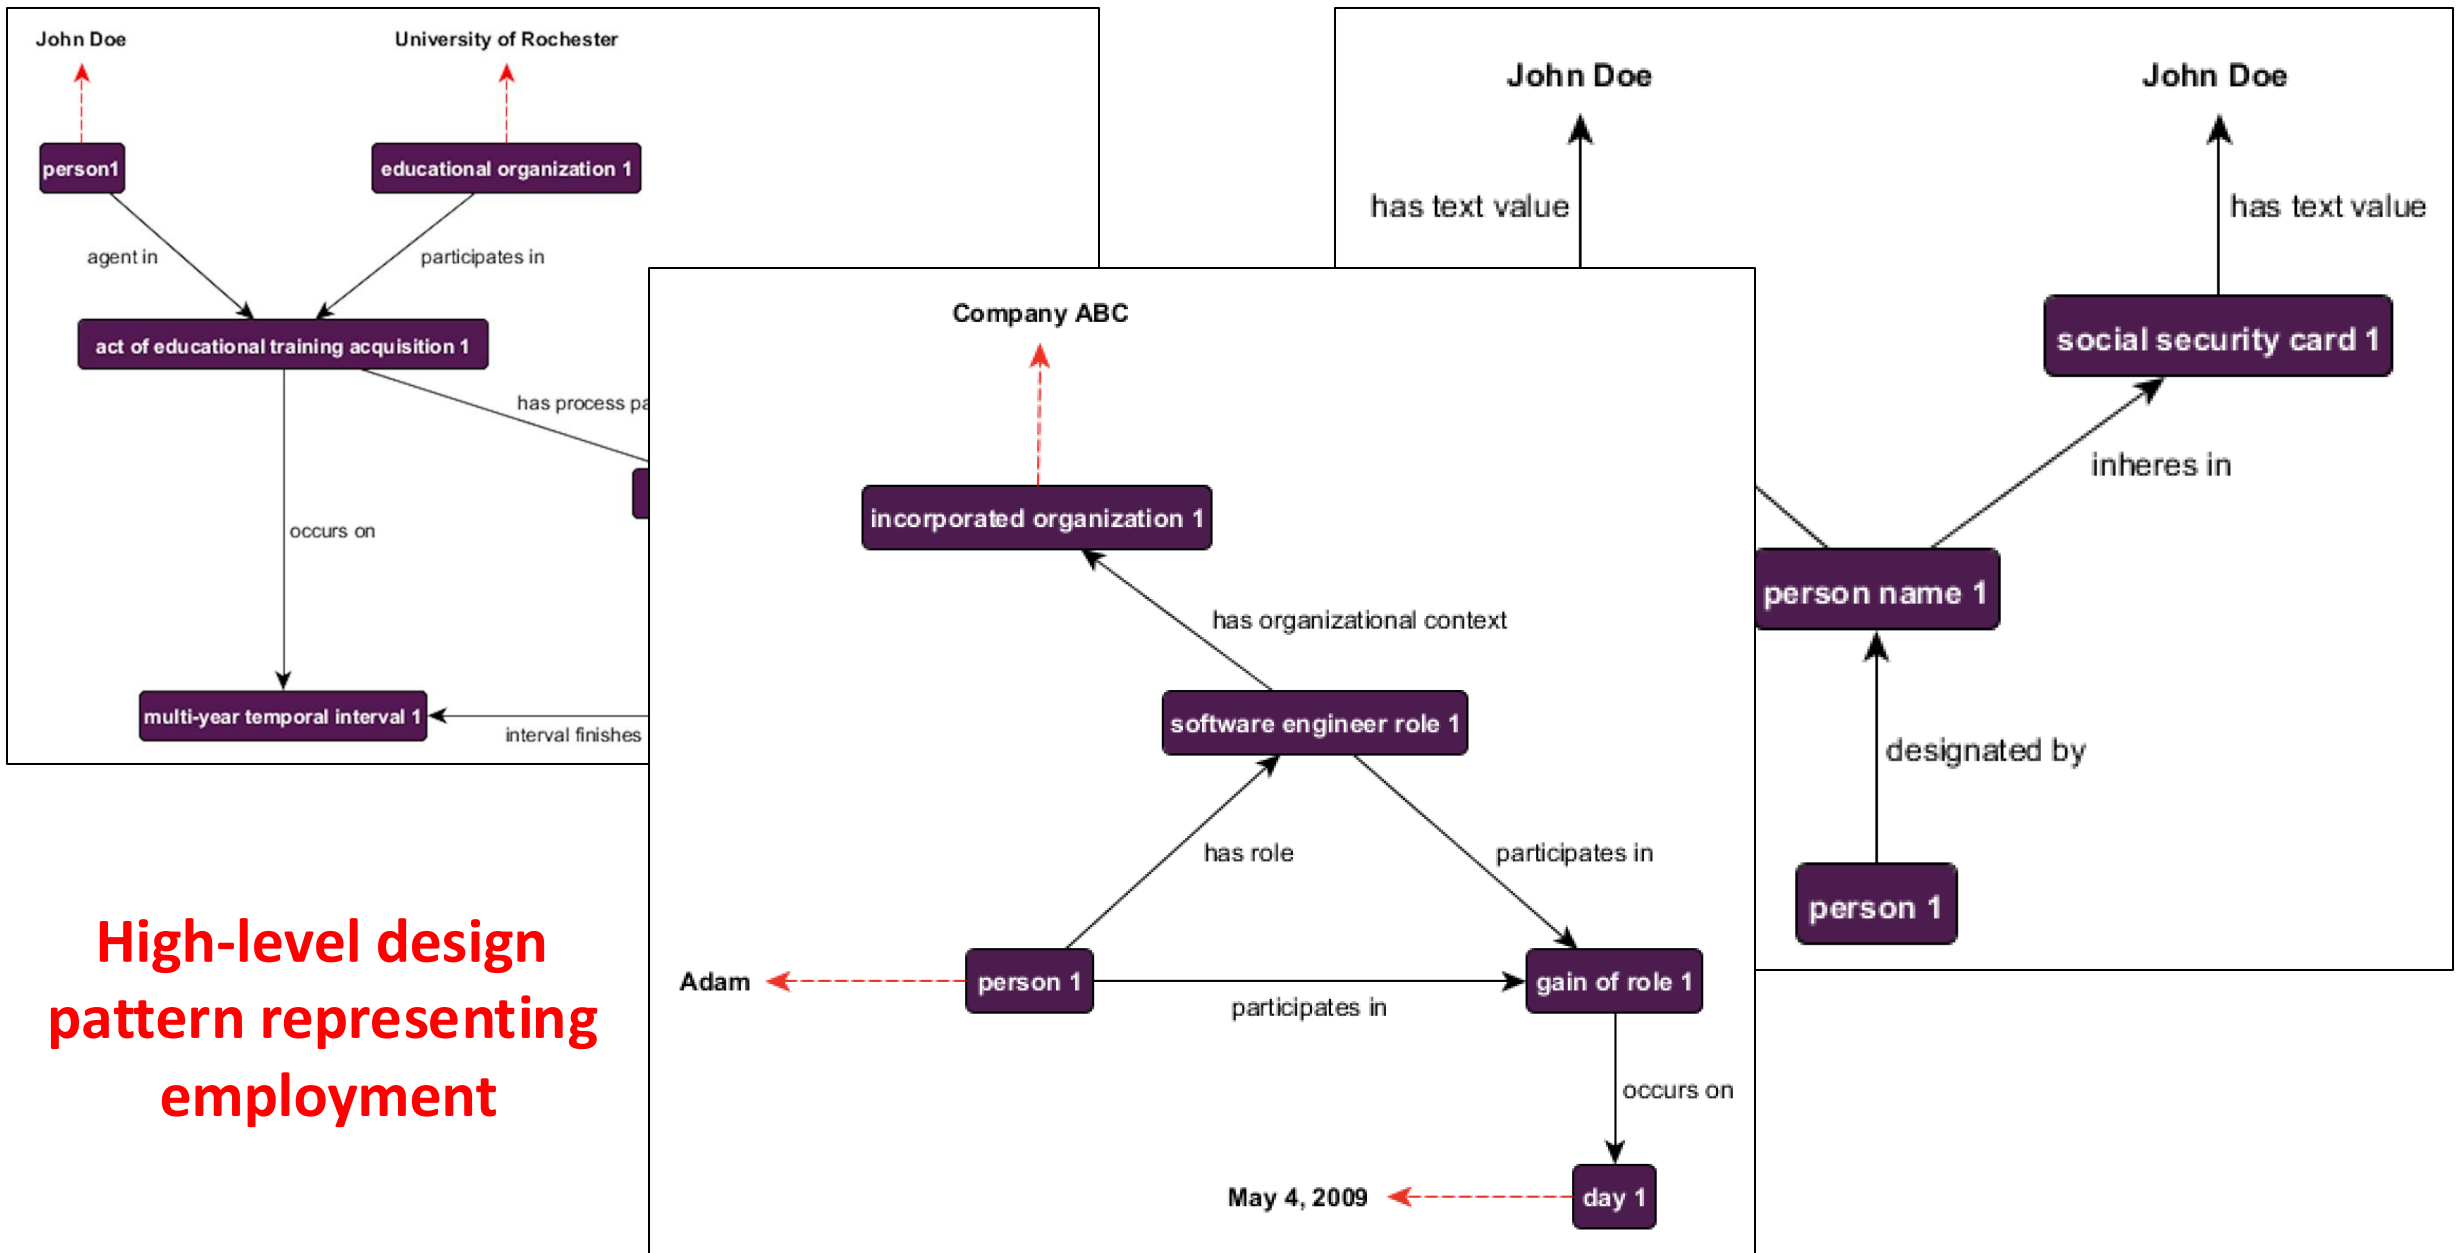 John Doe
University of Rochester
person1
educational organization 1
agent in
participates in
act of educational training acquisition 1
has process
occurs on
multi-year temporal interval 1
interval finishes
High-level design
pattern representing
employment
Company ABC
incorporated organization 1
has organizational context
software engineer role 1
has role
participates in
Adam
person 1
participates in
gain of role 1
occurs on
May 4, 2009
day 1
John Doe
John Doe
has text value
has text value
social security card 1
inheres in
person name 1
designated by
person 1